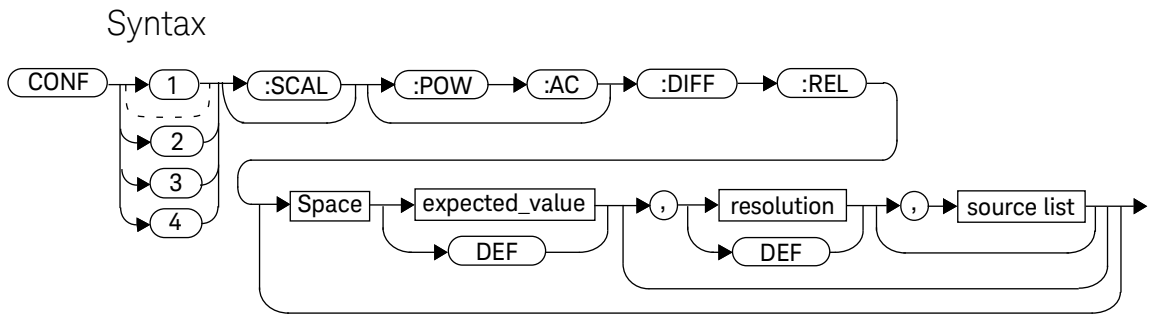 Syntax
CONF 1 :SCAL :POW :AC :DIFF :REL
2
3
4
Space expected_value , resolution , source list
DEF DEF